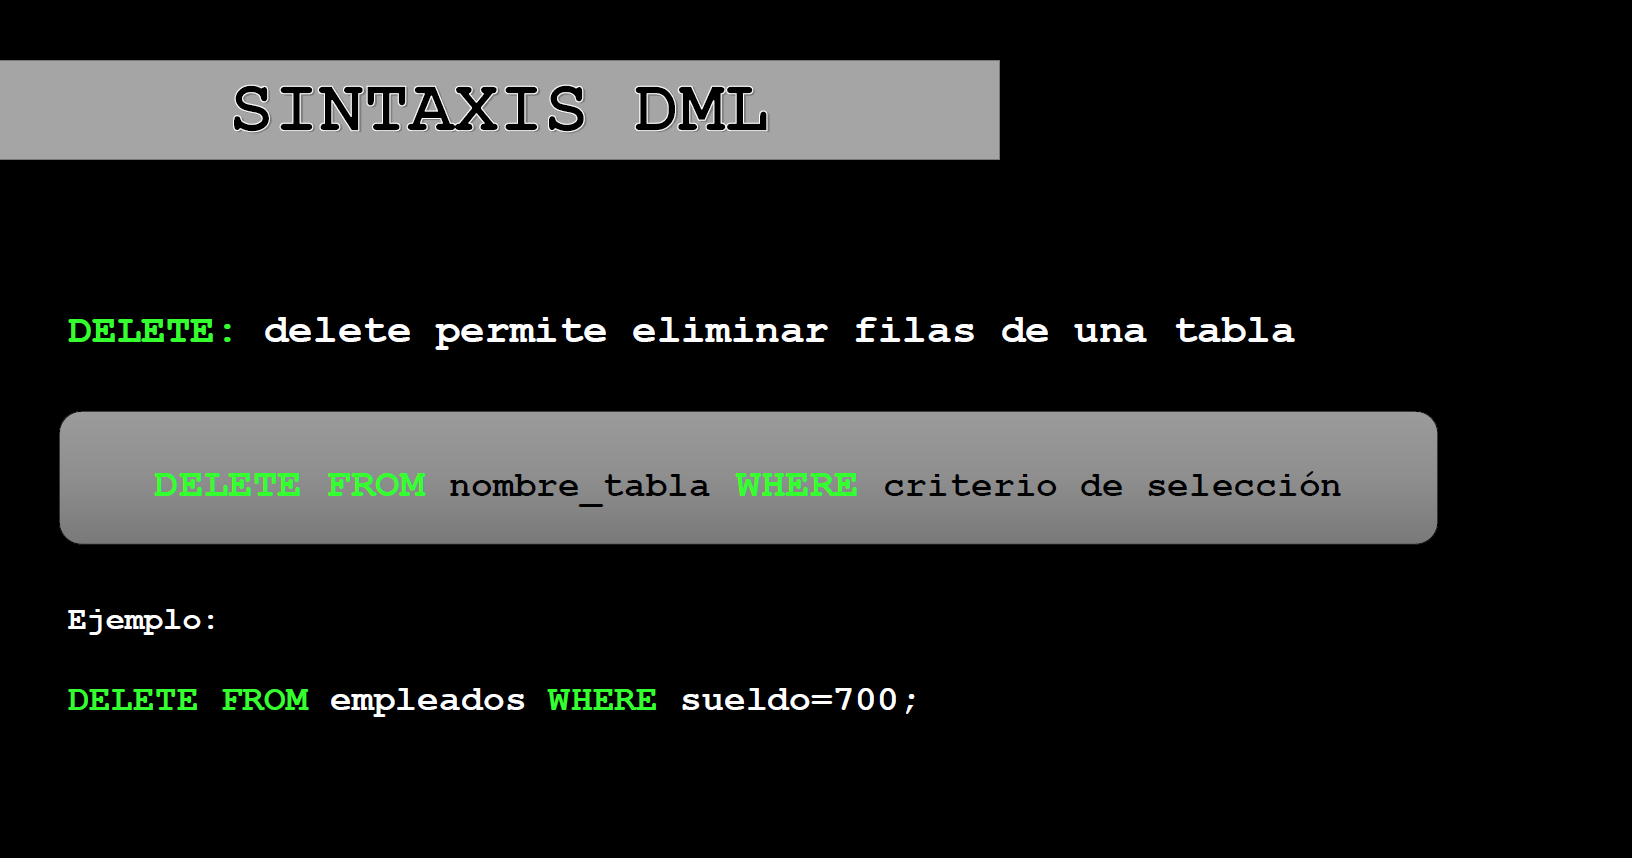 SINTAXIS DML
DELETE: delete permite eliminar filas de una tabla
DELETE FROM nombre_tabla WHERE criterio de selección
Ejemplo:
DELETE FROM empleados WHERE sueldo=700;